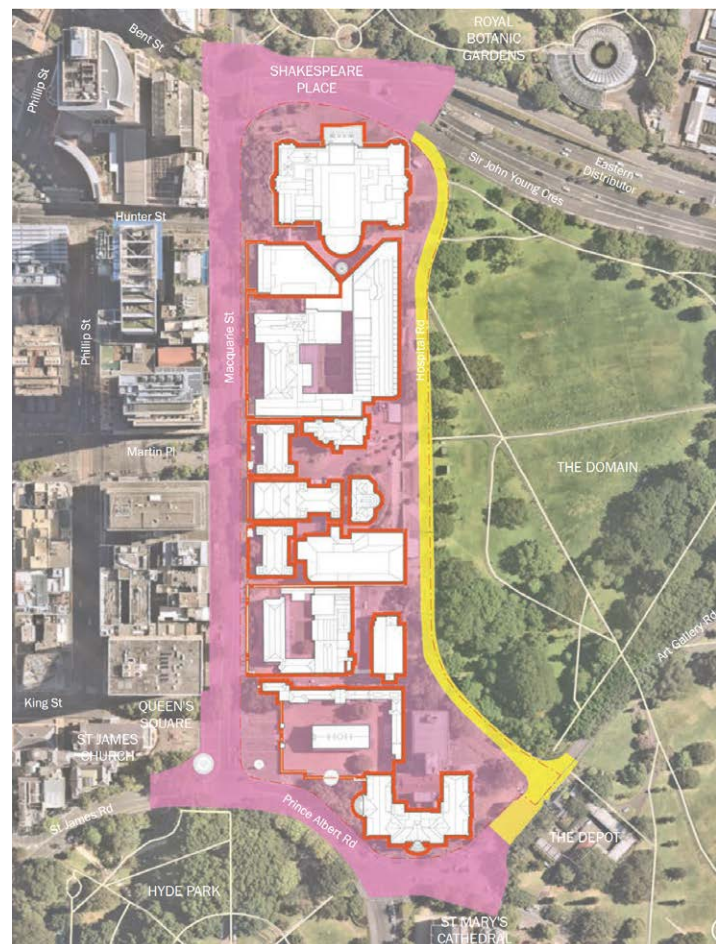 ROYAL
BOTANIC
GARDENS
Bent St
SHAKESPEARE
PLACE
Phillip St
Eastern
Distributor
Sir John Young Cres
Hunter St
Phillip St
Macquarie St
Hospital Rd
Martin Pl
THE DOMAIN
Art Gallery Rd
King St
QUEEN'S
SQUARE
ST JAMES
CHURCH
St James Rd
Prince Albert Rd
THE DEPOT
HYDE PARK
ST MARY'S
CATHEDRAL